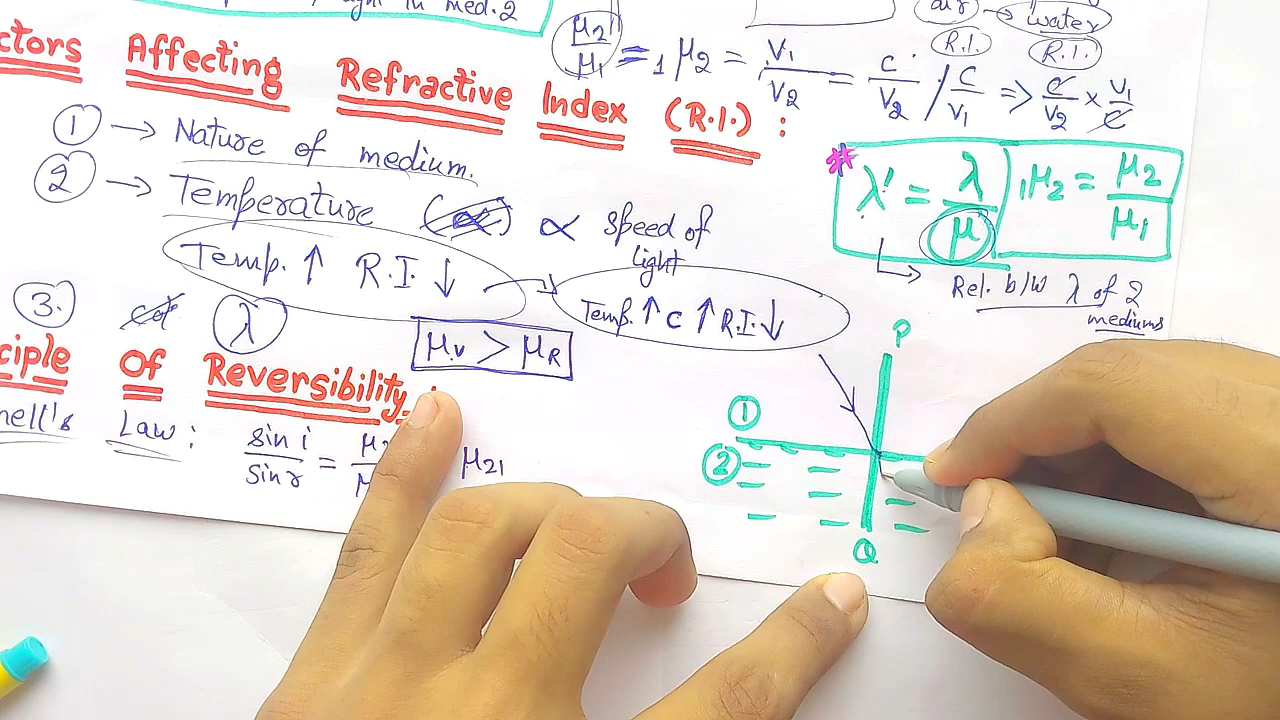 med.2
air → water
R.I. R.I.
μ2/μ1 = 1μ2 = V1/V2 = C/V2 / C/V1 ⇒ C/V2 × V1/C
ctors Affecting Refractive Index (R.I.) :
① → Nature of medium.
② → Temperature (∝) ∝ speed of light
Temp. ↑ R.I. ↓ → Temp. ↑ C ↑ R.I. ↓
* λ' = λ/μ 1μ2 = μ2/μ1
Rel. b/w λ of 2 mediums
3. λ
μV > μR
ciple Of Reversibility :
nell's Law : sin i / sin r = μ21
P
①
②
Q